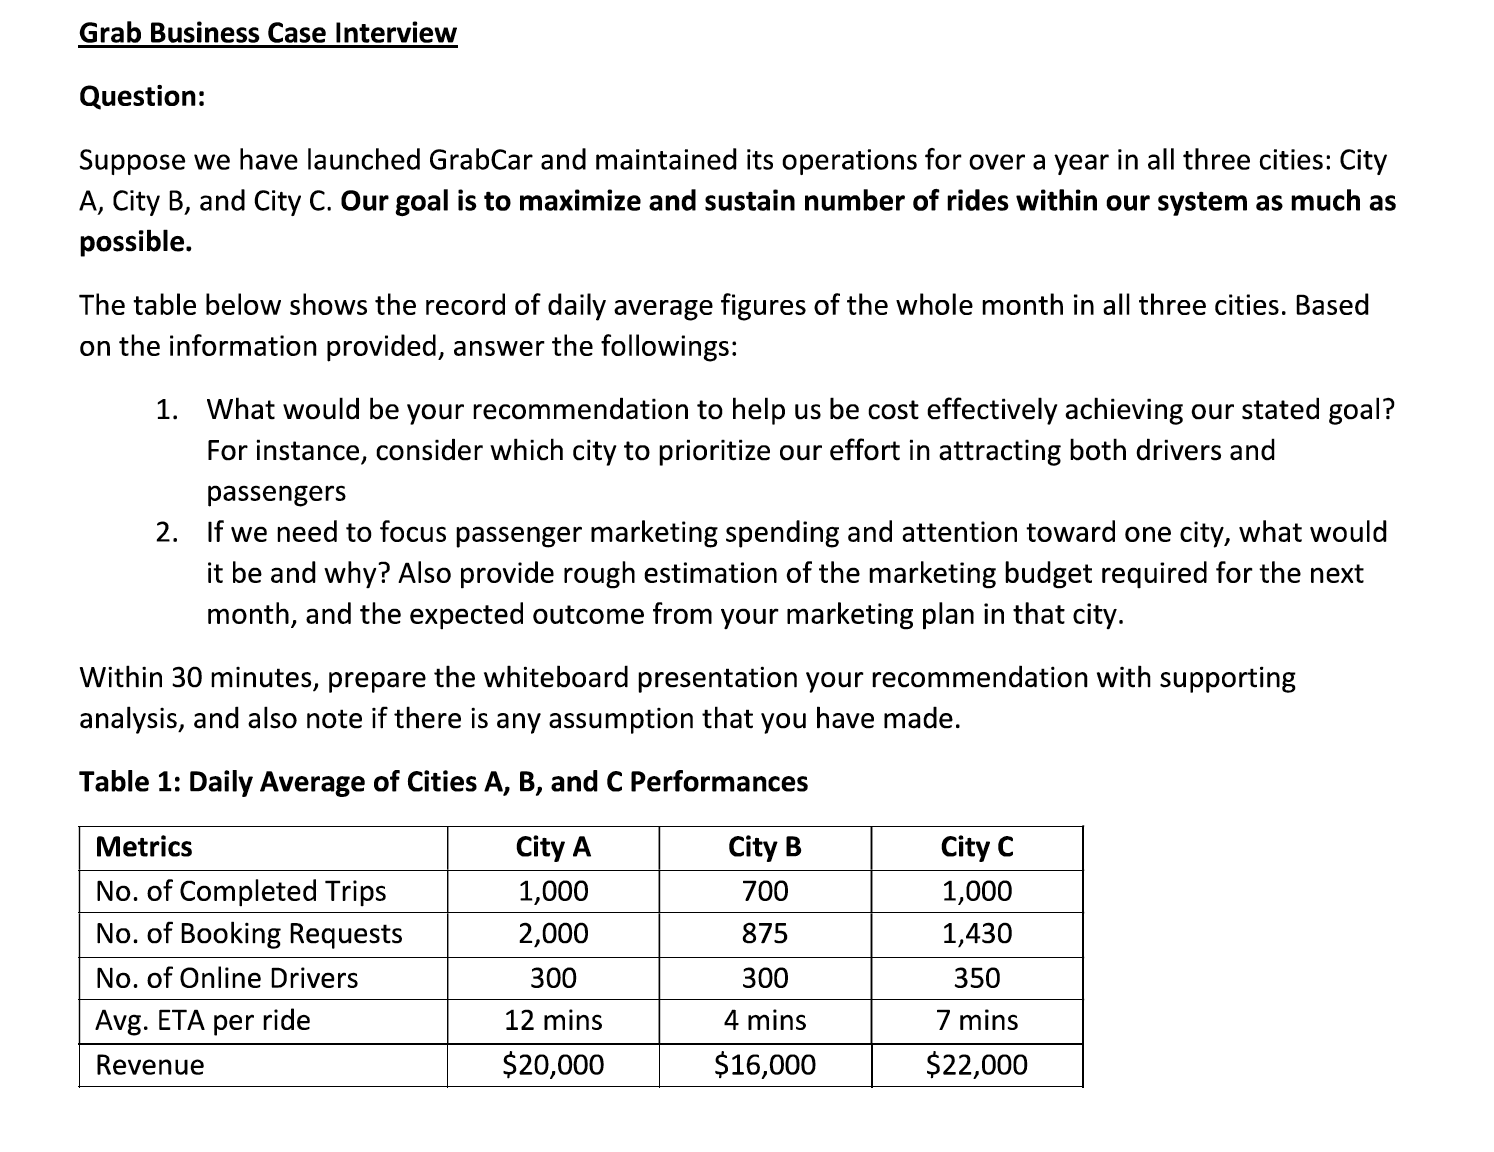 Grab Business Case Interview
Question:
Suppose we have launched GrabCar and maintained its operations for over a year in all three cities: City
A, City B, and City C. Our goal is to maximize and sustain number of rides within our system as much as
possible.
The table below shows the record of daily average figures of the whole month in all three cities. Based
on the information provided, answer the followings:
1. What would be your recommendation to help us be cost effectively achieving our stated goal?
For instance, consider which city to prioritize our effort in attracting both drivers and
passengers
2. If we need to focus passenger marketing spending and attention toward one city, what would
it be and why? Also provide rough estimation of the marketing budget required for the next
month, and the expected outcome from your marketing plan in that city.
Within 30 minutes, prepare the whiteboard presentation your recommendation with supporting
analysis, and also note if there is any assumption that you have made.
Table 1: Daily Average of Cities A, B, and C Performances
Metrics City A City B City C
No. of Completed Trips 1,000 700 1,000
No. of Booking Requests 2,000 875 1,430
No. of Online Drivers 300 300 350
Avg. ETA per ride 12 mins 4 mins 7 mins
Revenue $20,000 $16,000 $22,000